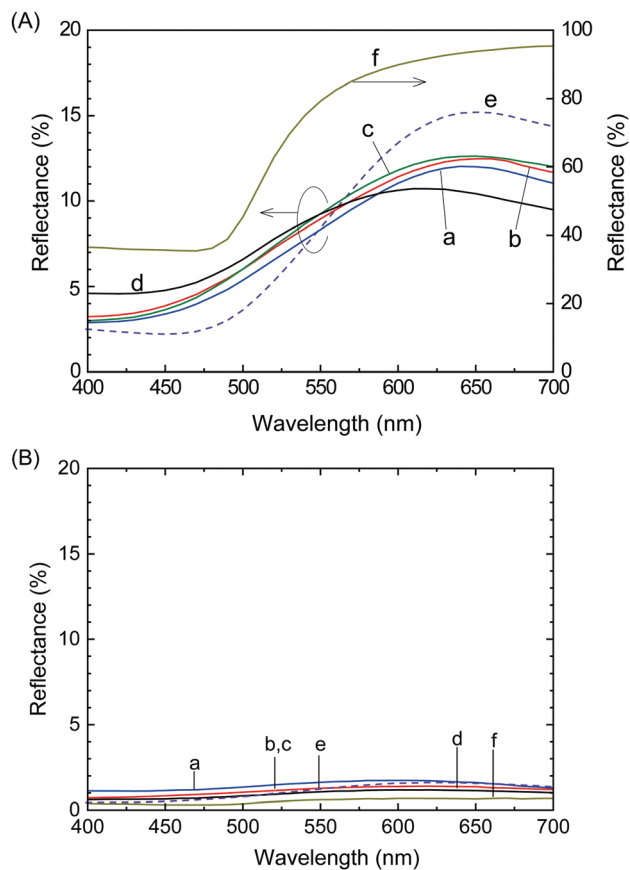 (A)
20 100
f
15 80
e
c
60
10
a b
40
d
5
20
0 0
400 450 500 550 600 650 700
Reflectance (%)
Reflectance (%)
Wavelength (nm)
(B)
20
15
10
5
a b,c e d f
0
400 450 500 550 600 650 700
Reflectance (%)
Wavelength (nm)